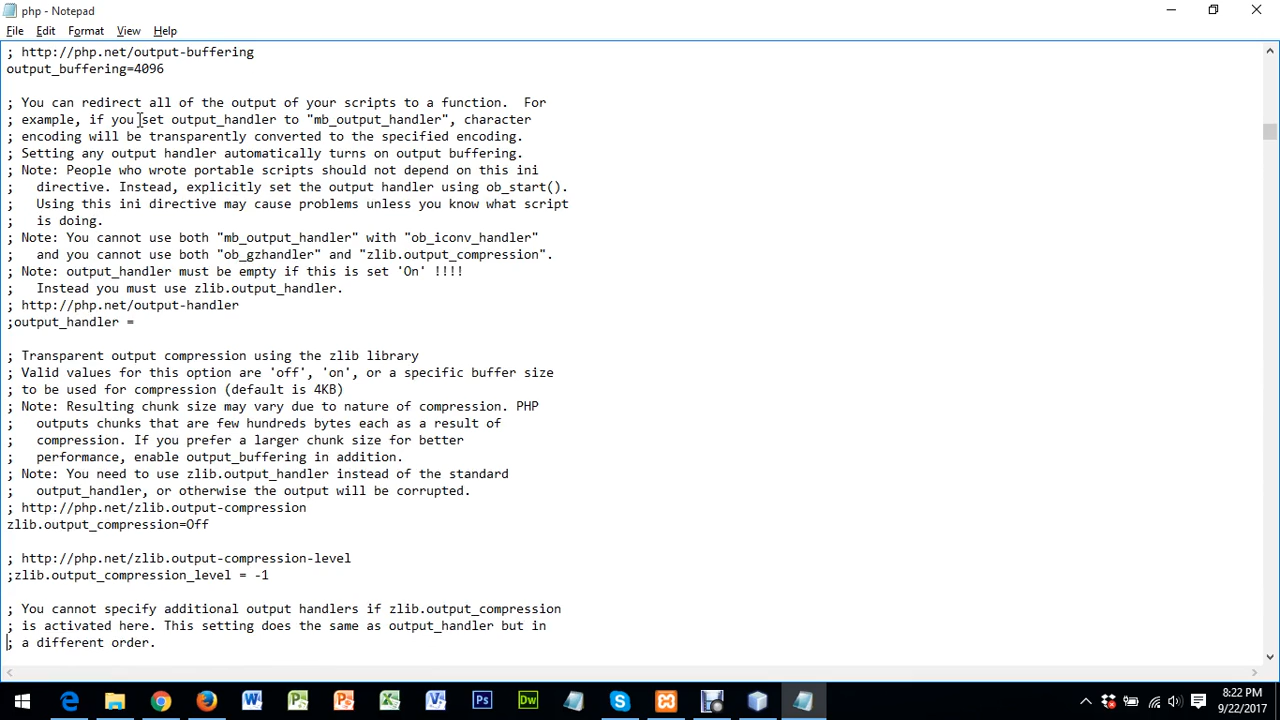 php - Notepad
File Edit Format View Help
; http://php.net/output-buffering
output_buffering=4096
; You can redirect all of the output of your scripts to a function.  For
; example, if you set output_handler to "mb_output_handler", character
; encoding will be transparently converted to the specified encoding.
; Setting any output handler automatically turns on output buffering.
; Note: People who wrote portable scripts should not depend on this ini
;   directive. Instead, explicitly set the output handler using ob_start().
;   Using this ini directive may cause problems unless you know what script
;   is doing.
; Note: You cannot use both "mb_output_handler" with "ob_iconv_handler"
;   and you cannot use both "ob_gzhandler" and "zlib.output_compression".
; Note: output_handler must be empty if this is set 'On' !!!!
;   Instead you must use zlib.output_handler.
; http://php.net/output-handler
;output_handler =
; Transparent output compression using the zlib library
; Valid values for this option are 'off', 'on', or a specific buffer size
; to be used for compression (default is 4KB)
; Note: Resulting chunk size may vary due to nature of compression. PHP
;   outputs chunks that are few hundreds bytes each as a result of
;   compression. If you prefer a larger chunk size for better
;   performance, enable output_buffering in addition.
; Note: You need to use zlib.output_handler instead of the standard
;   output_handler, or otherwise the output will be corrupted.
; http://php.net/zlib.output-compression
zlib.output_compression=Off
; http://php.net/zlib.output-compression-level
;zlib.output_compression_level = -1
; You cannot specify additional output handlers if zlib.output_compression
; is activated here. This setting does the same as output_handler but in
; a different order.
Ps
Dw
8:22 PM
9/22/2017